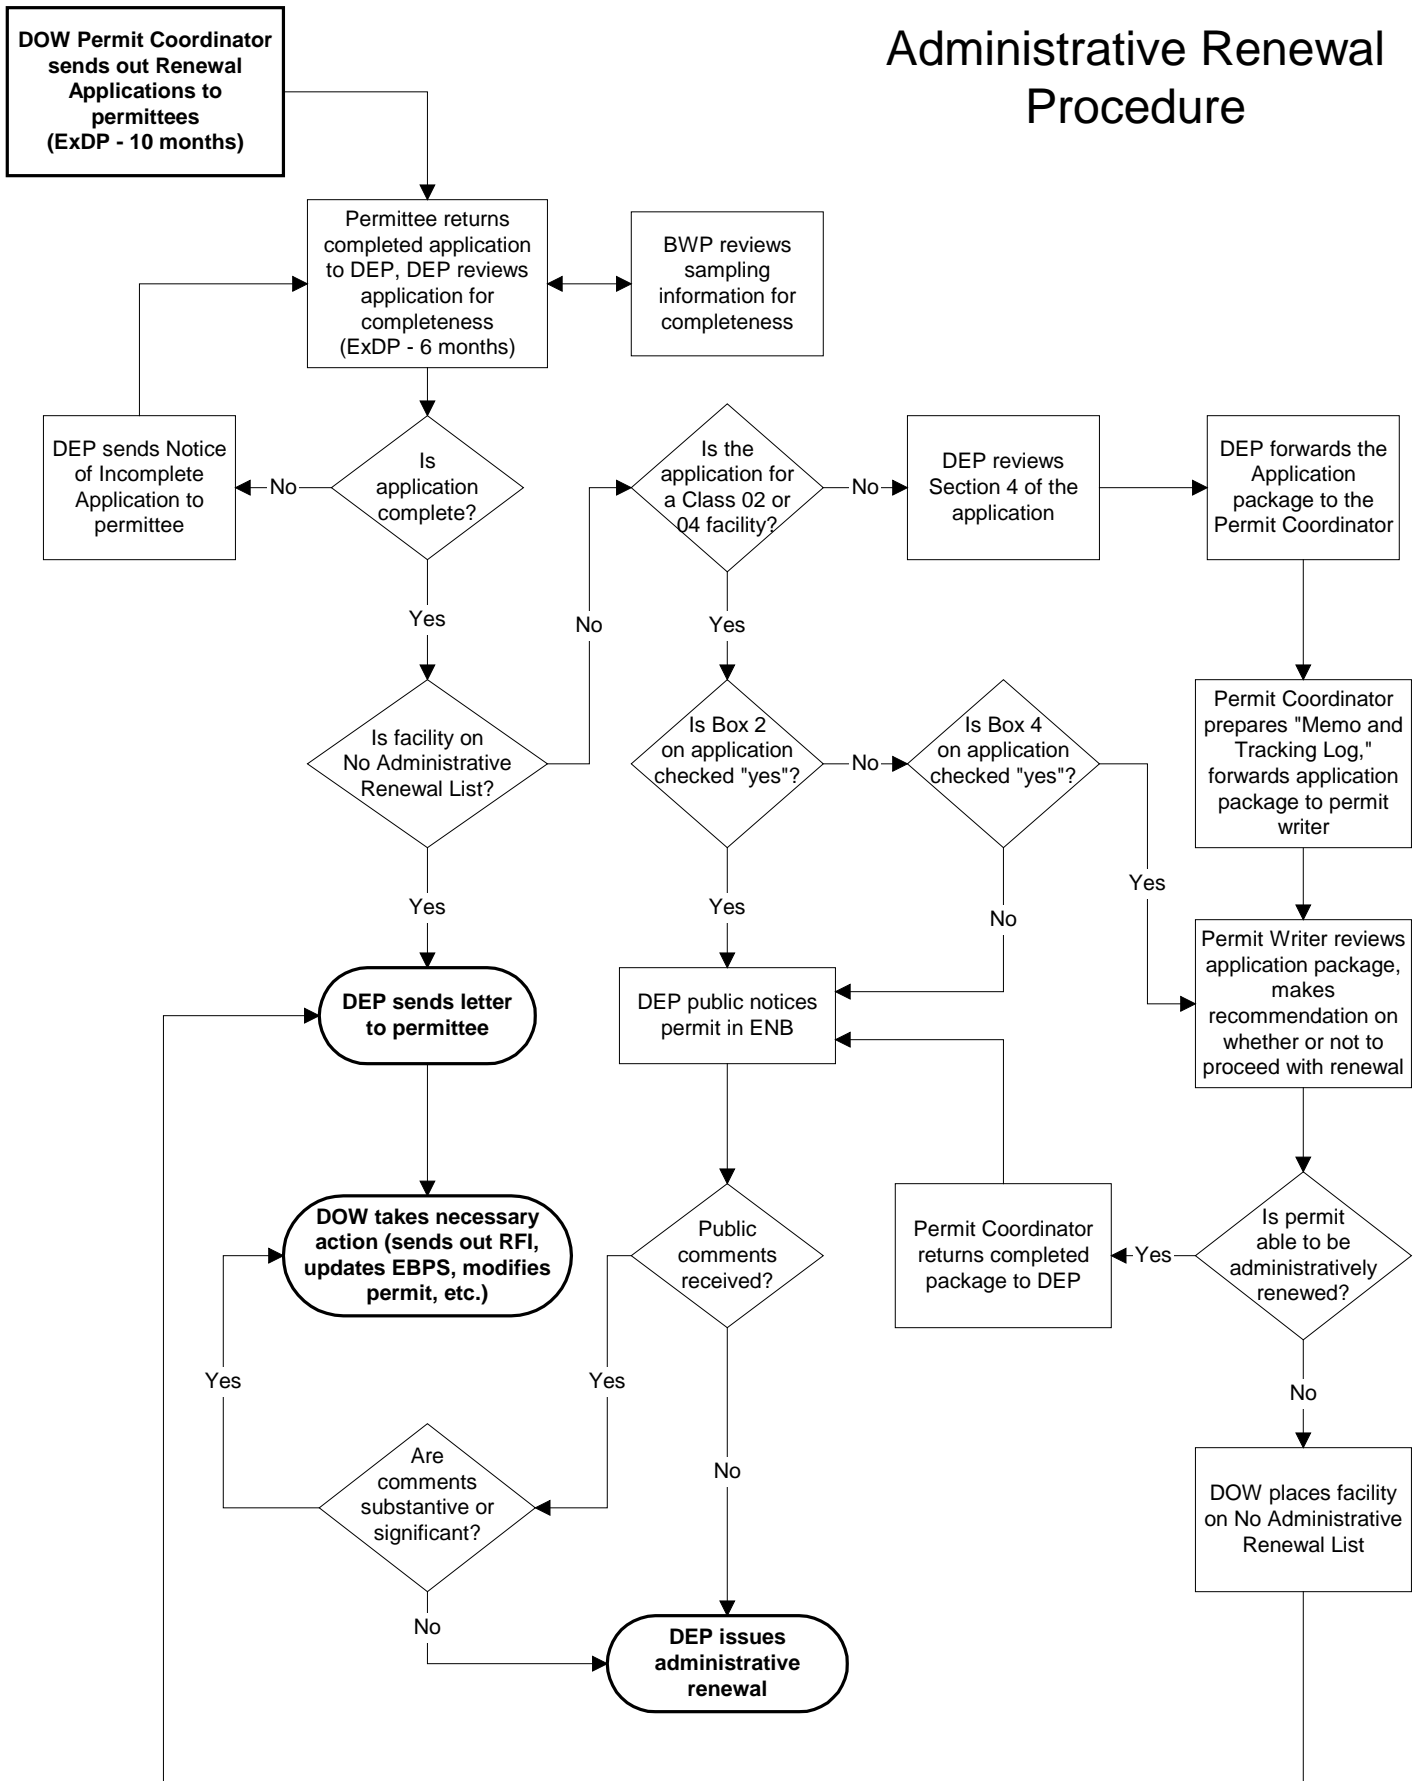 Administrative Renewal
Procedure
DOW Permit Coordinator
sends out Renewal
Applications to
permittees
(ExDP - 10 months)
Permittee returns
completed application
to DEP, DEP reviews
application for
completeness
(ExDP - 6 months)
BWP reviews
sampling
information for
completeness
DEP sends Notice
of Incomplete
Application to
permittee
No
Is
application
complete?
Is the
application for
a Class 02 or
04 facility?
No
DEP reviews
Section 4 of the
application
DEP forwards the
Application
package to the
Permit Coordinator
Yes
No
Yes
Is facility on
No Administrative
Renewal List?
Is Box 2
on application
checked "yes"?
No
Is Box 4
on application
checked "yes"?
Permit Coordinator
prepares "Memo and
Tracking Log,"
forwards application
package to permit
writer
Yes
Yes
No
Yes
DEP sends letter
to permittee
DEP public notices
permit in ENB
Permit Writer reviews
application package,
makes
recommendation on
whether or not to
proceed with renewal
DOW takes necessary
action (sends out RFI,
updates EBPS, modifies
permit, etc.)
Public
comments
received?
Permit Coordinator
returns completed
package to DEP
Yes
Is permit
able to be
administratively
renewed?
Yes
Yes
No
No
Are
comments
substantive or
significant?
DOW places facility
on No Administrative
Renewal List
No
DEP issues
administrative
renewal